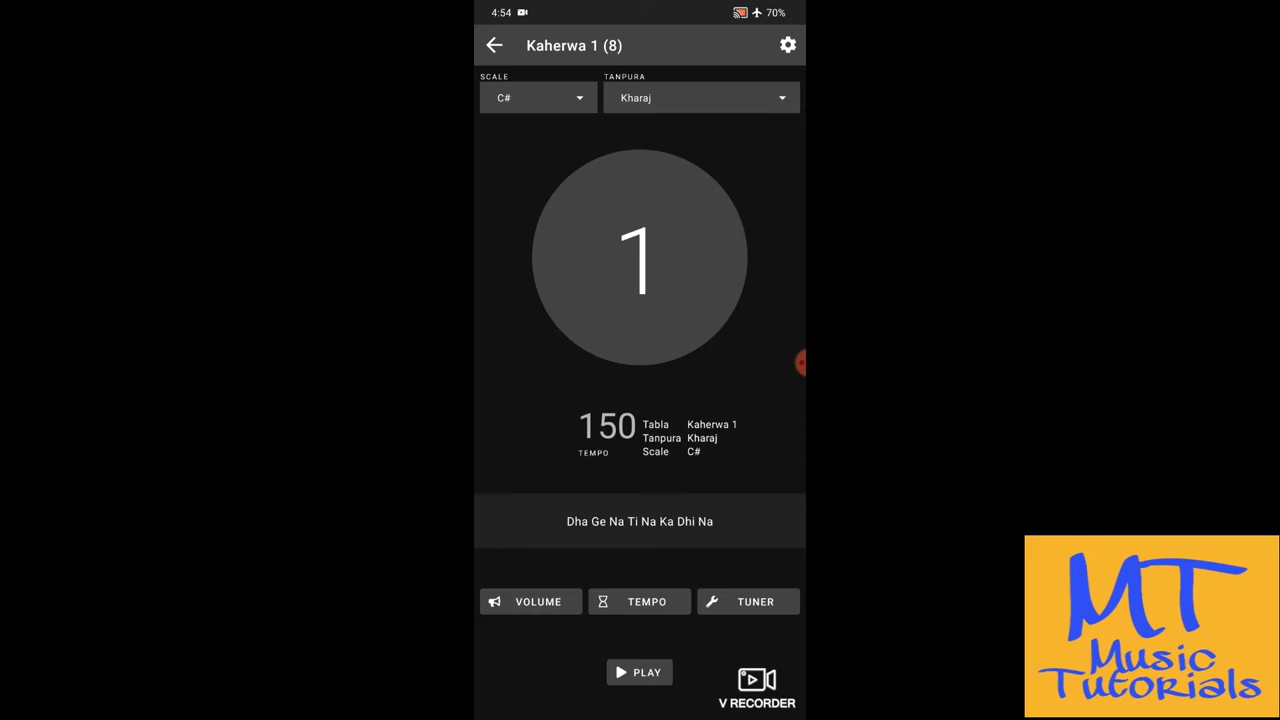 4:54
70%
Kaherwa 1 (8)
SCALE
TANPURA
C#
Kharaj
1
150
TEMPO
Tabla Kaherwa 1
Tanpura Kharaj
Scale C#
Dha Ge Na Ti Na Ka Dhi Na
VOLUME
TEMPO
TUNER
PLAY
V RECORDER
MT
Music
Tutorials